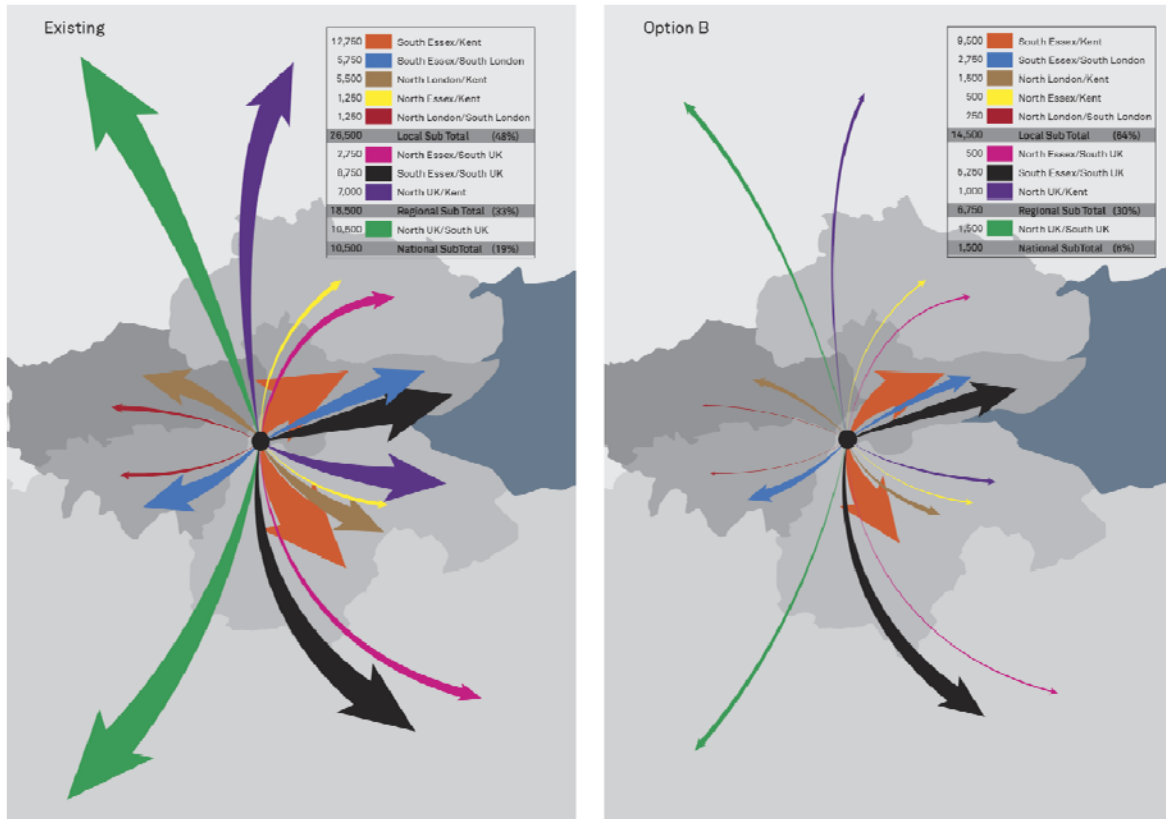 Existing
12,750 South Essex/Kent
5,750 South Essex/South London
5,500 North London/Kent
1,250 North Essex/Kent
1,250 North London/South London
26,500 Local Sub Total (48%)
2,750 North Essex/South UK
8,750 South Essex/South UK
7,000 North UK/Kent
18,500 Regional Sub Total (33%)
10,500 North UK/South UK
10,500 National SubTotal (19%)
Option B
9,500 South Essex/Kent
2,750 South Essex/South London
1,500 North London/Kent
500 North Essex/Kent
250 North London/South London
14,500 Local Sub Total (64%)
500 North Essex/South UK
5,250 South Essex/South UK
1,000 North UK/Kent
6,750 Regional Sub Total (30%)
1,500 North UK/South UK
1,500 National SubTotal (6%)